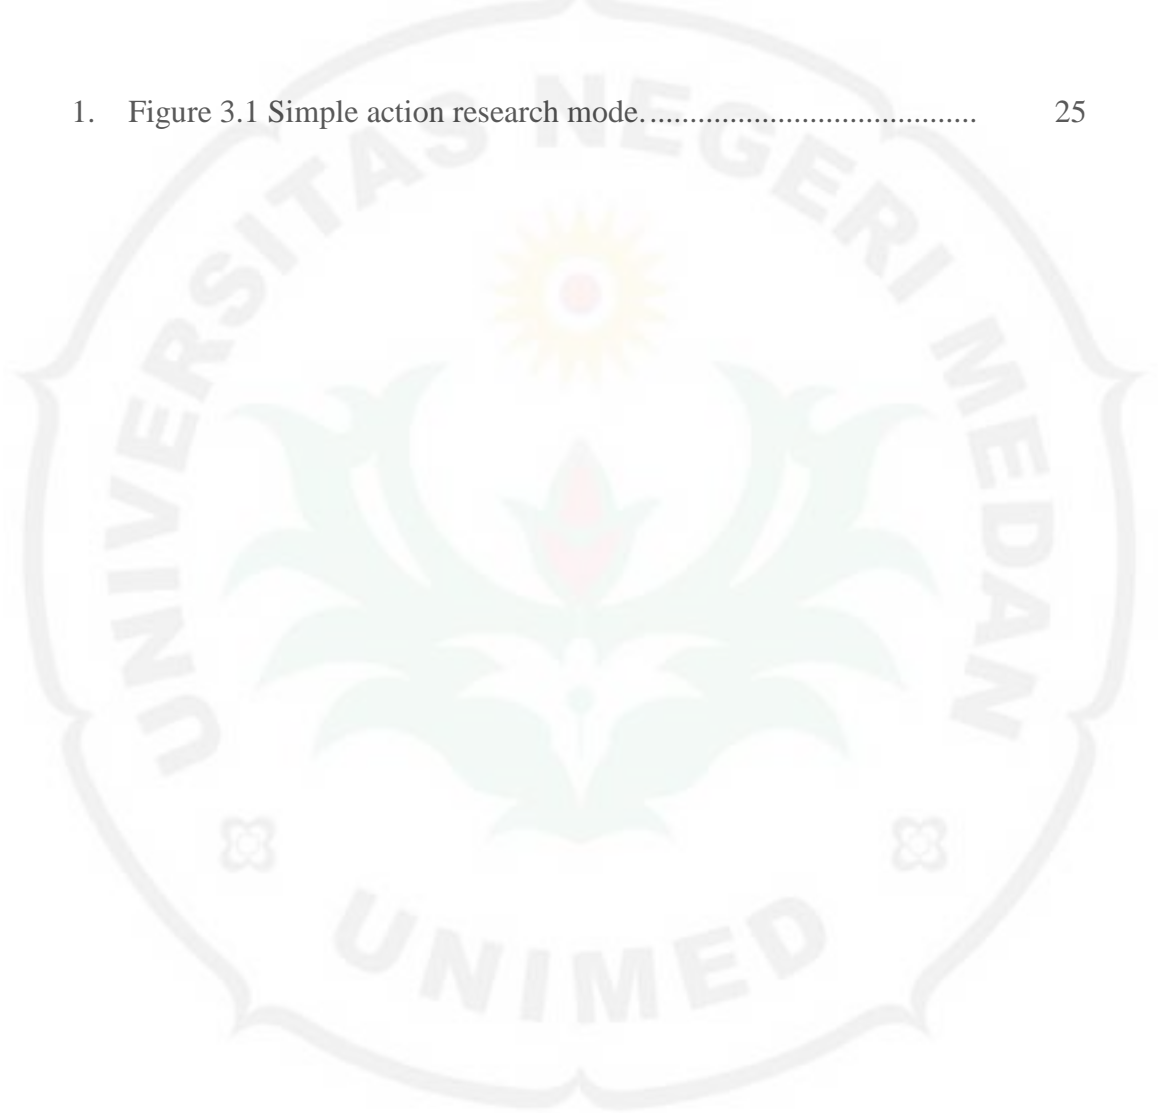 1. Figure 3.1 Simple action research mode......................................... 25
UNIVERSITAS NEGERI MEDAN
UNIMED